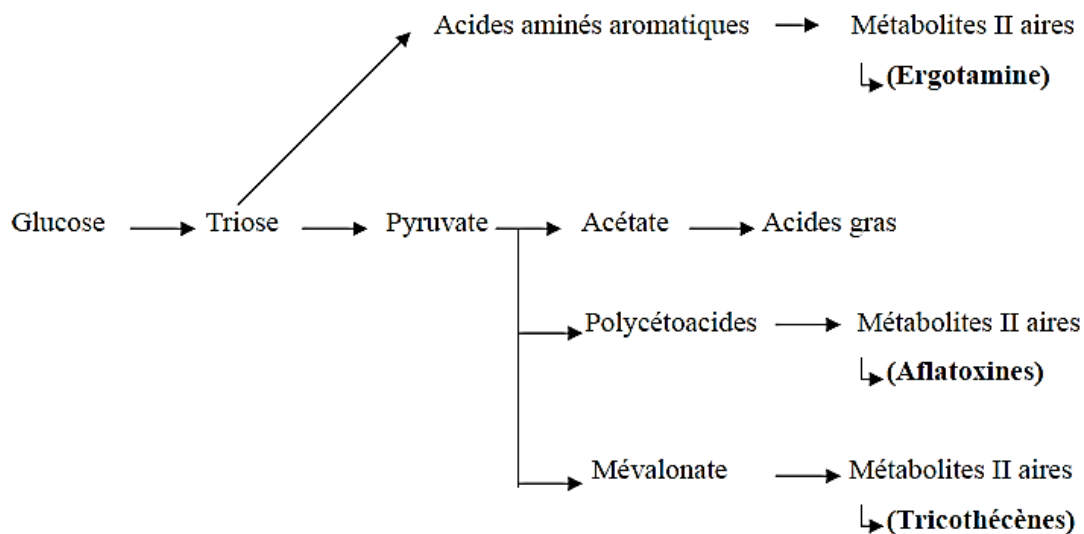 Acides aminés aromatiques Métabolites II aires
(Ergotamine)
Glucose Triose Pyruvate Acétate Acides gras
Polycétoacides Métabolites II aires
(Aflatoxines)
Mévalonate Métabolites II aires
(Tricothécènes)